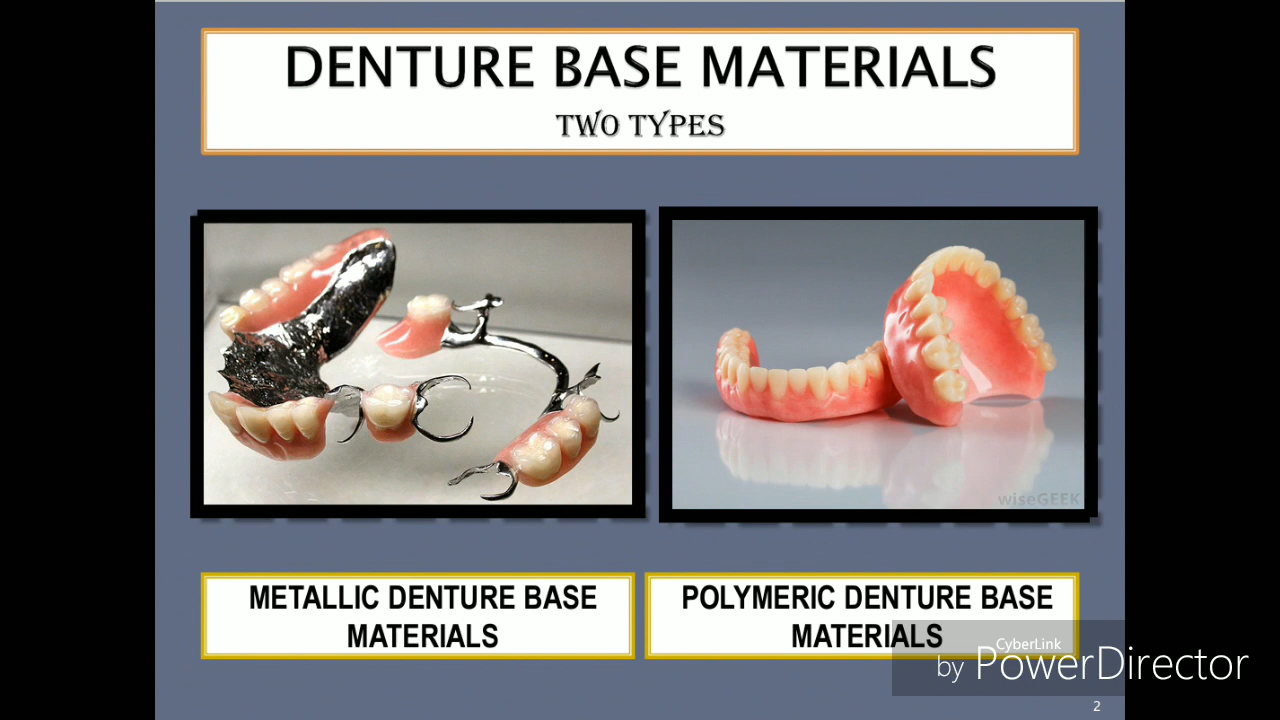 DENTURE BASE MATERIALS
TWO TYPES
wiseGEEK
METALLIC DENTURE BASE
MATERIALS
POLYMERIC DENTURE BASE
MATERIALS
CyberLink
by PowerDirector
2